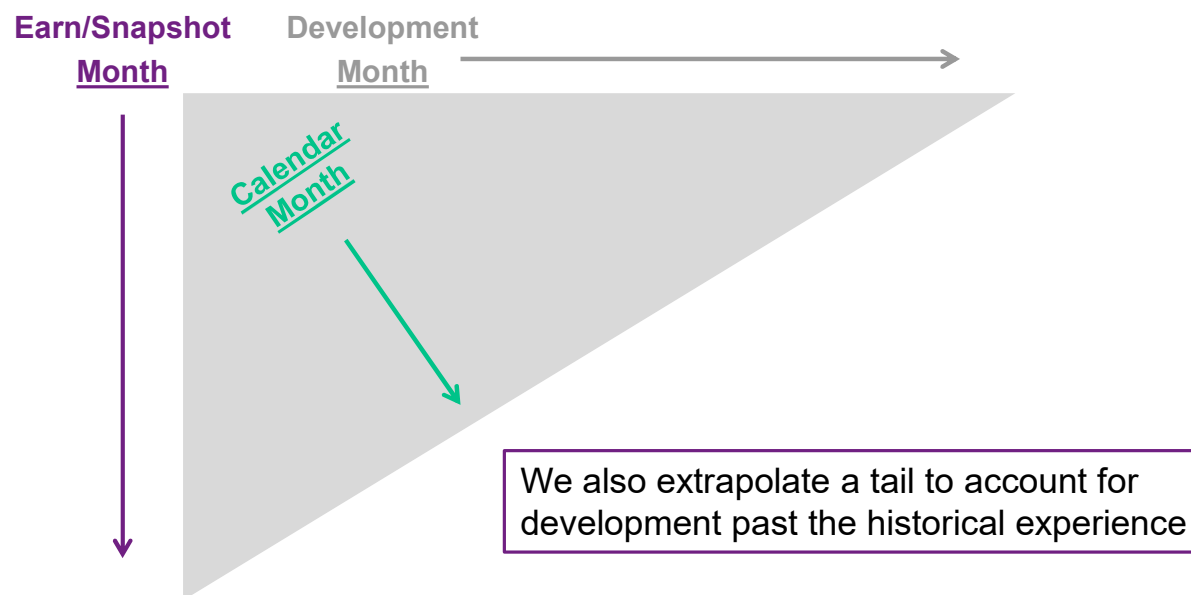 Earn/Snapshot
Month
Development
Month
Calendar
Month
We also extrapolate a tail to account for
development past the historical experience